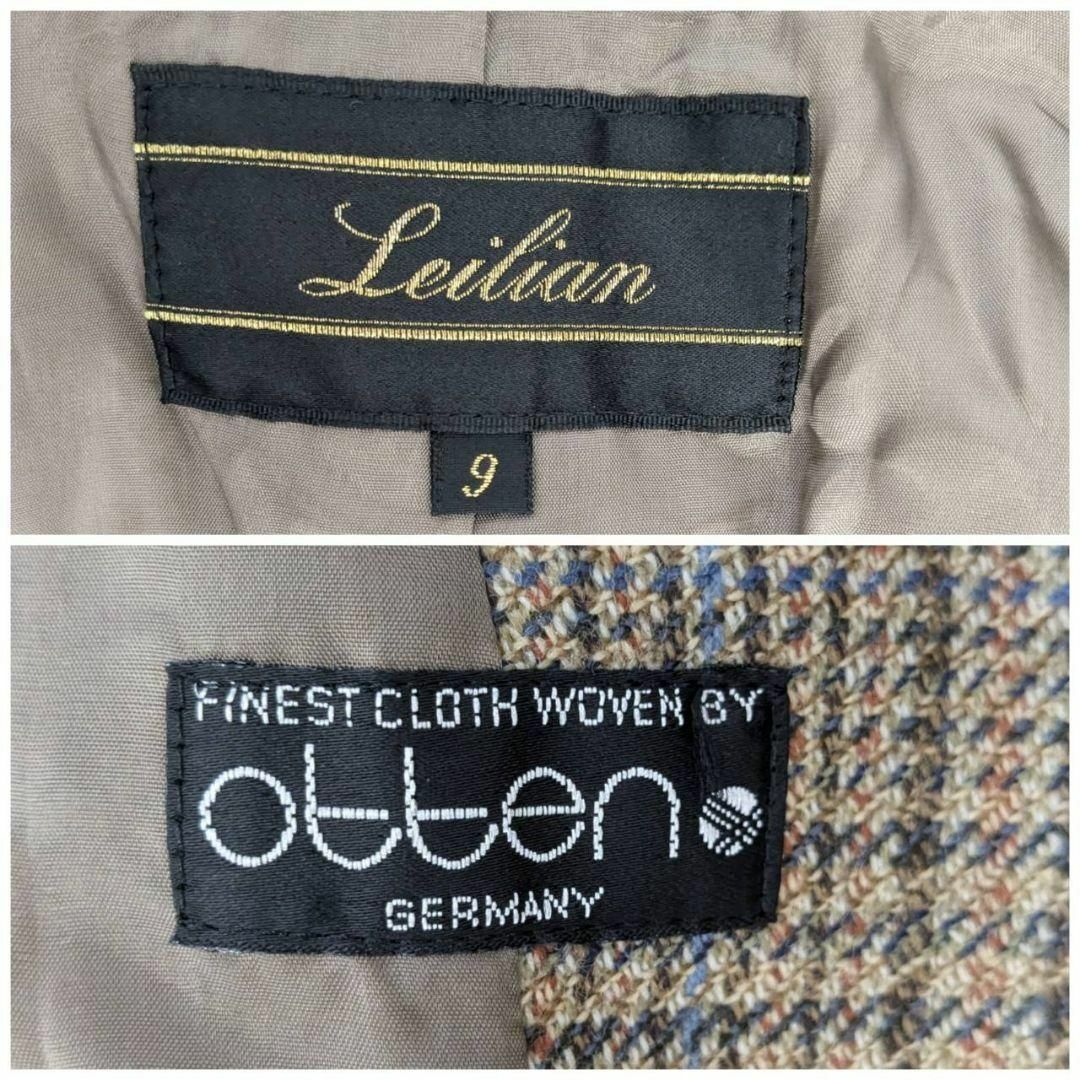 Leilian
9
FINEST CLOTH WOVEN BY
otten
GERMANY